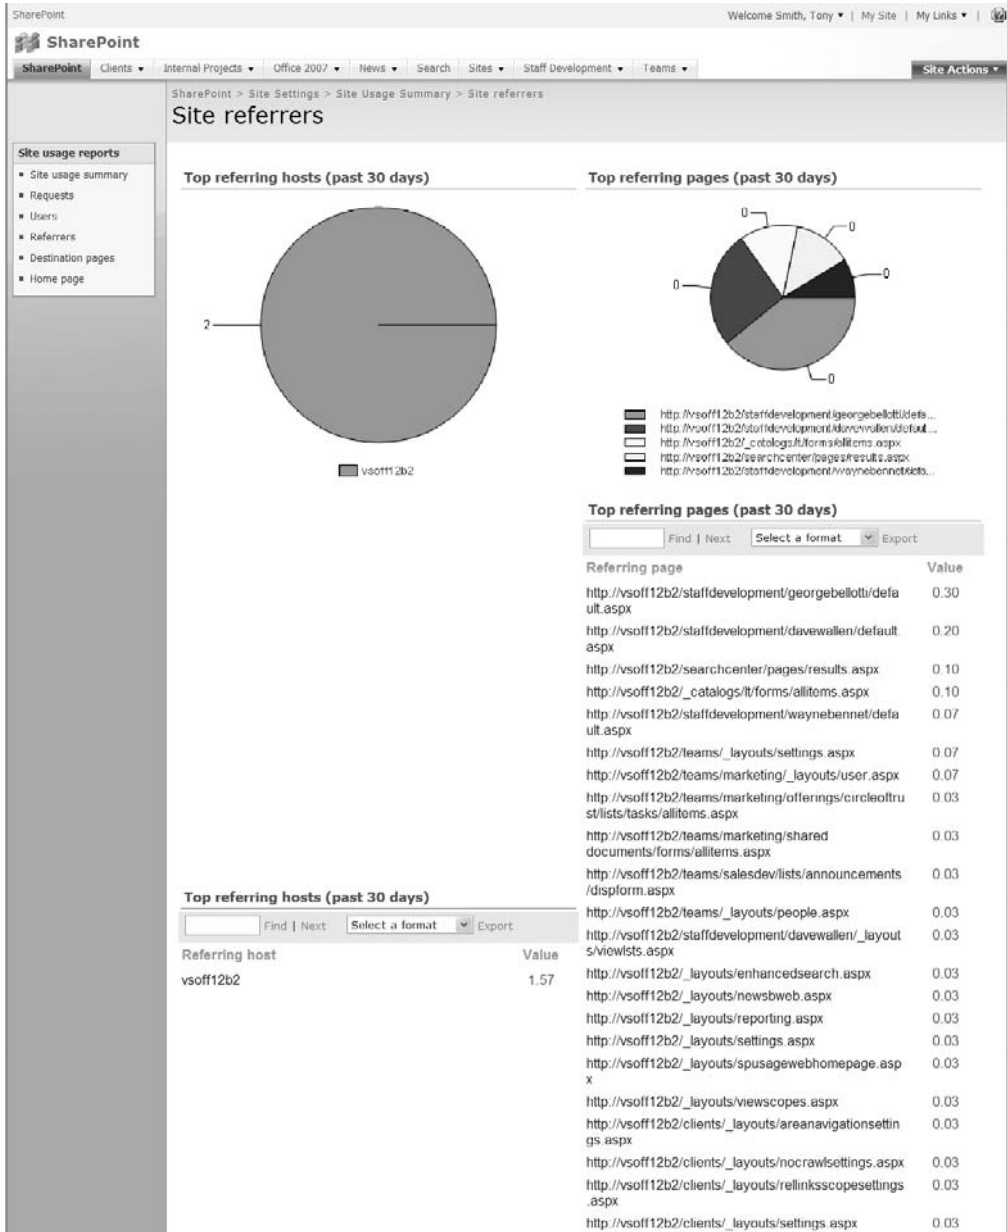 SharePoint
Welcome Smith, Tony | My Site | My Links |
SharePoint
SharePoint Clients Internal Projects Office 2007 News Search Sites Staff Development Teams Site Actions
SharePoint > Site Settings > Site Usage Summary > Site referrers
Site referrers
Site usage reports
Site usage summary
Requests
Users
Referrers
Destination pages
Home page
Top referring hosts (past 30 days)
2
vsoff12b2
Top referring pages (past 30 days)
0
0
0
0
0
http://vsoff12b2/staffdevelopment/georgebellotti/defa...
http://vsoff12b2/staffdevelopment/davewallen/defaul...
http://vsoff12b2/_catalogs/lt/forms/allitems.aspx
http://vsoff12b2/searchcenter/pages/results.aspx
http://vsoff12b2/staffdevelopment/waynebennet/defa...
Top referring pages (past 30 days)
Find | Next Select a format Export
Referring page Value
http://vsoff12b2/staffdevelopment/georgebellotti/defa 0.30
ult.aspx
http://vsoff12b2/staffdevelopment/davewallen/default. 0.20
aspx
http://vsoff12b2/searchcenter/pages/results.aspx 0.10
http://vsoff12b2/_catalogs/lt/forms/allitems.aspx 0.10
http://vsoff12b2/staffdevelopment/waynebennet/defa 0.07
ult.aspx
http://vsoff12b2/teams/_layouts/settings.aspx 0.07
http://vsoff12b2/teams/marketing/_layouts/user.aspx 0.07
http://vsoff12b2/teams/marketing/offerings/circleoftru 0.03
st/lists/tasks/allitems.aspx
http://vsoff12b2/teams/marketing/shared 0.03
documents/forms/allitems.aspx
http://vsoff12b2/teams/salesdev/lists/announcements 0.03
/dispform.aspx
http://vsoff12b2/teams/_layouts/people.aspx 0.03
http://vsoff12b2/staffdevelopment/davewallen/_layout 0.03
s/viewlsts.aspx
http://vsoff12b2/_layouts/enhancedsearch.aspx 0.03
http://vsoff12b2/_layouts/newsbweb.aspx 0.03
http://vsoff12b2/_layouts/reporting.aspx 0.03
http://vsoff12b2/_layouts/settings.aspx 0.03
http://vsoff12b2/_layouts/spusagewebhomepage.asp 0.03
x
http://vsoff12b2/_layouts/viewscopes.aspx 0.03
http://vsoff12b2/clients/_layouts/areanavigationsettin 0.03
gs.aspx
http://vsoff12b2/clients/_layouts/nocrawlsettings.aspx 0.03
http://vsoff12b2/clients/_layouts/rellinksscopesettings 0.03
.aspx
http://vsoff12b2/clients/_layouts/settings.aspx 0.03
Top referring hosts (past 30 days)
Find | Next Select a format Export
Referring host Value
vsoff12b2 1.57